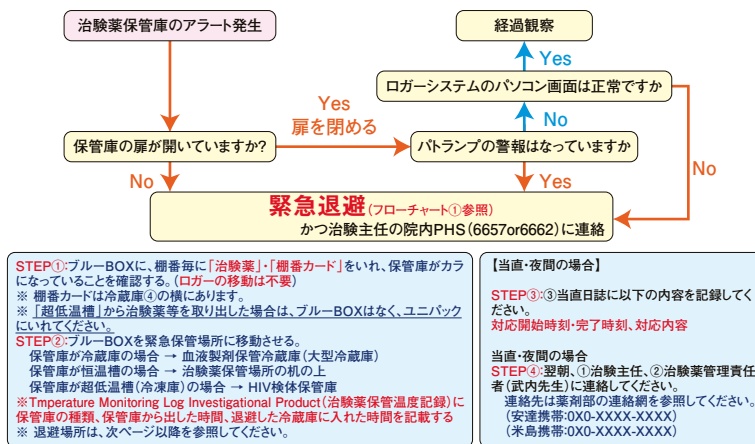 治験薬保管庫のアラート発生
経過観察
Yes
ロガーシステムのパソコン画面は正常ですか
Yes
扉を閉める
No
保管庫の扉が開いていますか?
パトランプの警報はなっていますか
No
No
Yes
緊急退避(フローチャート①参照)
かつ治験主任の院内PHS(6657or6662)に連絡
STEP①:ブルーBOXに、棚番毎に「治験薬」・「棚番カード」をいれ、保管庫がカラ
になっていることを確認する。(ロガーの移動は不要)
※ 棚番カードは冷蔵庫④の横にあります。
※ 「超低温槽」から治験薬等を取り出した場合は、ブルーBOXはなく、ユニパック
にいれてください。
STEP②:ブルーBOXを緊急保管場所に移動させる。
保管庫が冷蔵庫の場合 → 血液製剤保管冷蔵庫(大型冷蔵庫)
保管庫が恒温槽の場合 → 治験薬保管場所の机の上
保管庫が超低温槽(冷凍庫)の場合 → HIV検体保管庫
※Tmperature Monitoring Log Investigational Product(治験薬保管温度記録)に
保管庫の種類、保管庫から出した時間、退避した冷蔵庫に入れた時間を記載する
※ 退避場所は、次ページ以降を参照してください。
【当直・夜間の場合】
STEP③:③当直日誌に以下の内容を記録してく
ださい。
対応開始時刻・完了時刻、対応内容
当直・夜間の場合
STEP④:翌朝、①治験主任、②治験薬管理責任
者(武内先生)に連絡してください。
連絡先は薬剤部の連絡網を参照してください。
(安達携帯:0X0-XXXX-XXXX)
(米島携帯:0X0-XXXX-XXXX)